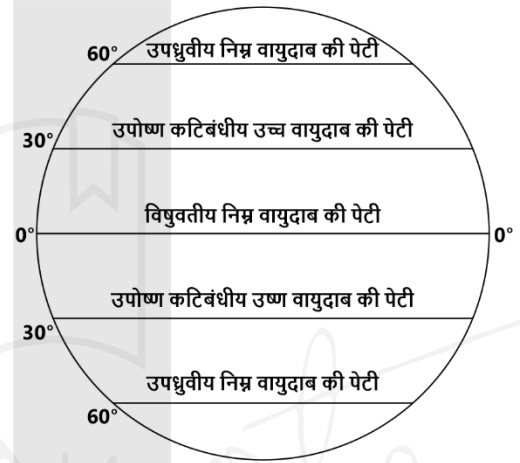 60°
उपध्रुवीय निम्न वायुदाब की पेटी
30°
उपोष्ण कटिबंधीय उच्च वायुदाब की पेटी
0°
विषुवतीय निम्न वायुदाब की पेटी
0°
उपोष्ण कटिबंधीय उष्ण वायुदाब की पेटी
30°
उपध्रुवीय निम्न वायुदाब की पेटी
60°